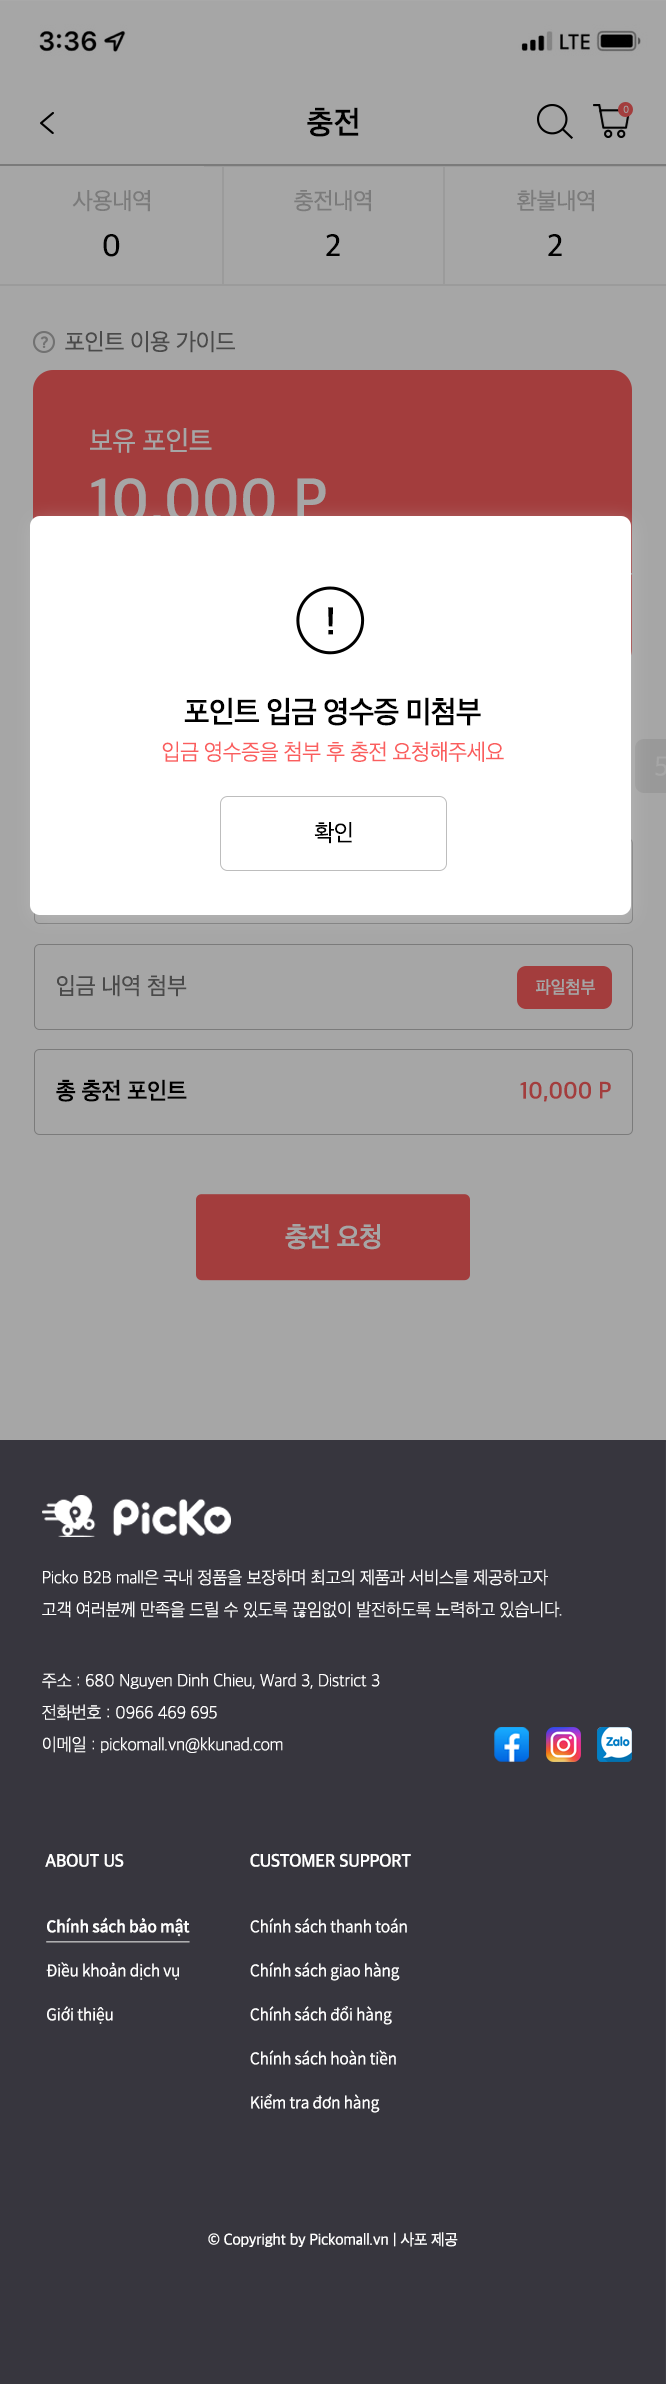 3:36 LTE
충전 0
사용내역 충전내역 환불내역
0 2 2
? 포인트 이용 가이드
보유 포인트
10,000 P
!
포인트 입금 영수증 미첨부
입금 영수증을 첨부 후 충전 요청해주세요
확인
입금 내역 첨부 파일첨부
총 충전 포인트 10,000 P
충전 요청
PicKo
Picko B2B mall은 국내 정품을 보장하며 최고의 제품과 서비스를 제공하고자
고객 여러분께 만족을 드릴 수 있도록 끊임없이 발전하도록 노력하고 있습니다.
주소 : 680 Nguyen Dinh Chieu, Ward 3, District 3
전화번호 : 0966 469 695
이메일 : pickomall.vn@kkunad.com
Zalo
ABOUT US CUSTOMER SUPPORT
Chính sách bảo mật Chính sách thanh toán
Điều khoản dịch vụ Chính sách giao hàng
Giới thiệu Chính sách đổi hàng
Chính sách hoàn tiền
Kiểm tra đơn hàng
© Copyright by Pickomall.vn | 사포 제공